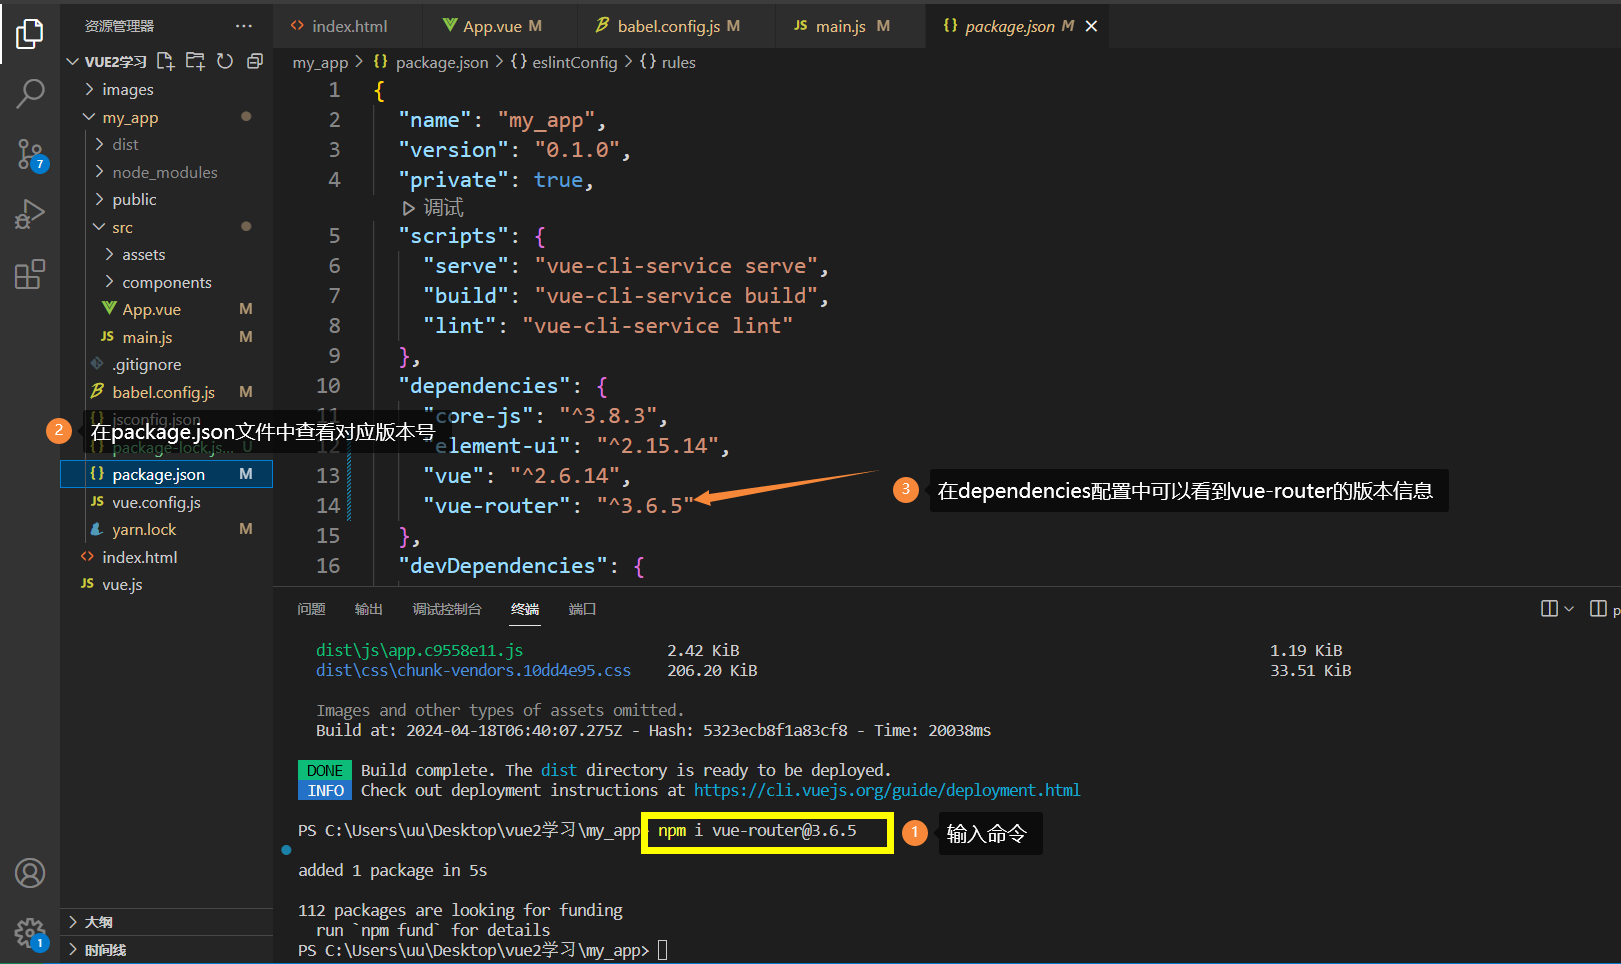 资源管理器
index.html
App.vue M
babel.config.js M
JS main.js M
{} package.json M
VUE2学习
my_app > {} package.json > {} eslintConfig > {} rules
images
my_app
dist
node_modules
public
src
assets
components
App.vue M
JS main.js M
.gitignore
babel.config.js M
{} jsconfig.json
{} package-lock.js... U
{} package.json M
JS vue.config.js
yarn.lock M
index.html
JS vue.js
大纲
时间线
7
1
2 在package.json文件中查看对应版本号
1 {
2 "name": "my_app",
3 "version": "0.1.0",
4 "private": true,
调试
5 "scripts": {
6 "serve": "vue-cli-service serve",
7 "build": "vue-cli-service build",
8 "lint": "vue-cli-service lint"
9 },
10 "dependencies": {
11 "core-js": "^3.8.3",
12 "element-ui": "^2.15.14",
13 "vue": "^2.6.14",
14 "vue-router": "^3.6.5"
15 },
16 "devDependencies": {
3 在dependencies配置中可以看到vue-router的版本信息
问题 输出 调试控制台 终端 端口
p
dist\js\app.c9558e11.js 2.42 KiB 1.19 KiB
dist\css\chunk-vendors.10dd4e95.css 206.20 KiB 33.51 KiB
Images and other types of assets omitted.
Build at: 2024-04-18T06:40:07.275Z - Hash: 5323ecb8f1a83cf8 - Time: 20038ms
DONE Build complete. The dist directory is ready to be deployed.
INFO Check out deployment instructions at https://cli.vuejs.org/guide/deployment.html
PS C:\Users\uu\Desktop\vue2学习\my_app> npm i vue-router@3.6.5
1 输入命令
added 1 package in 5s
112 packages are looking for funding
run `npm fund` for details
PS C:\Users\uu\Desktop\vue2学习\my_app>